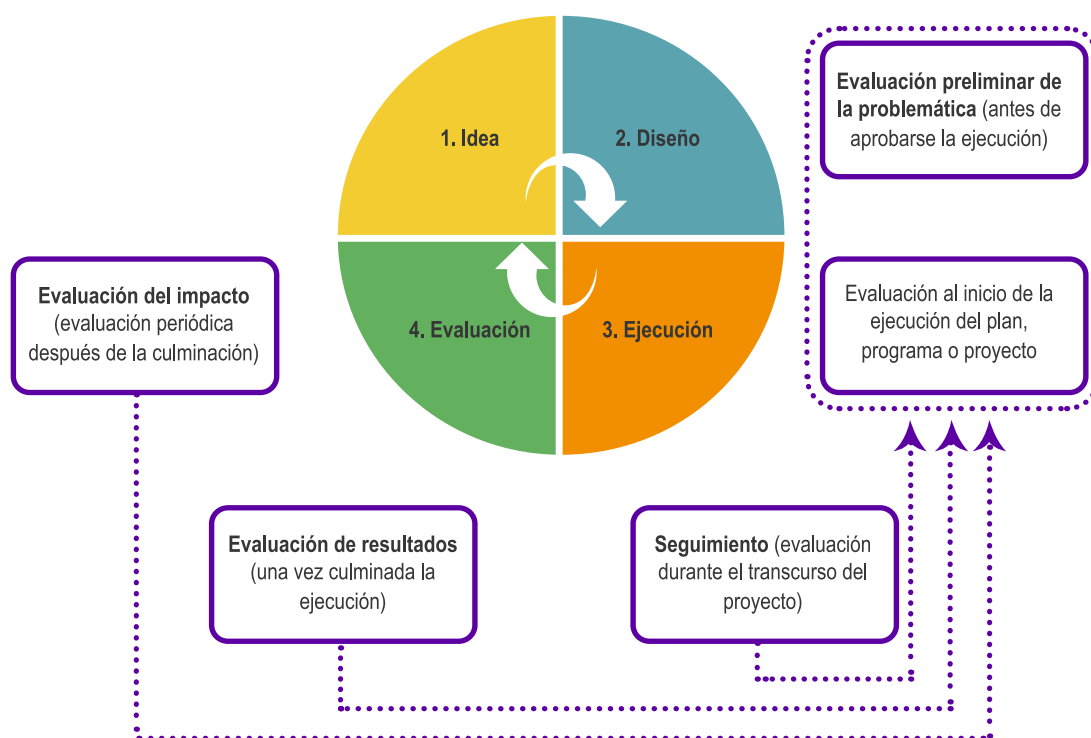 1. Idea
2. Diseño
3. Ejecución
4. Evaluación
Evaluación preliminar de
la problemática (antes de
aprobarse la ejecución)
Evaluación al inicio de la
ejecución del plan,
programa o proyecto
Seguimiento (evaluación
durante el transcurso del
proyecto)
Evaluación de resultados
(una vez culminada la
ejecución)
Evaluación del impacto
(evaluación periódica
después de la culminación)